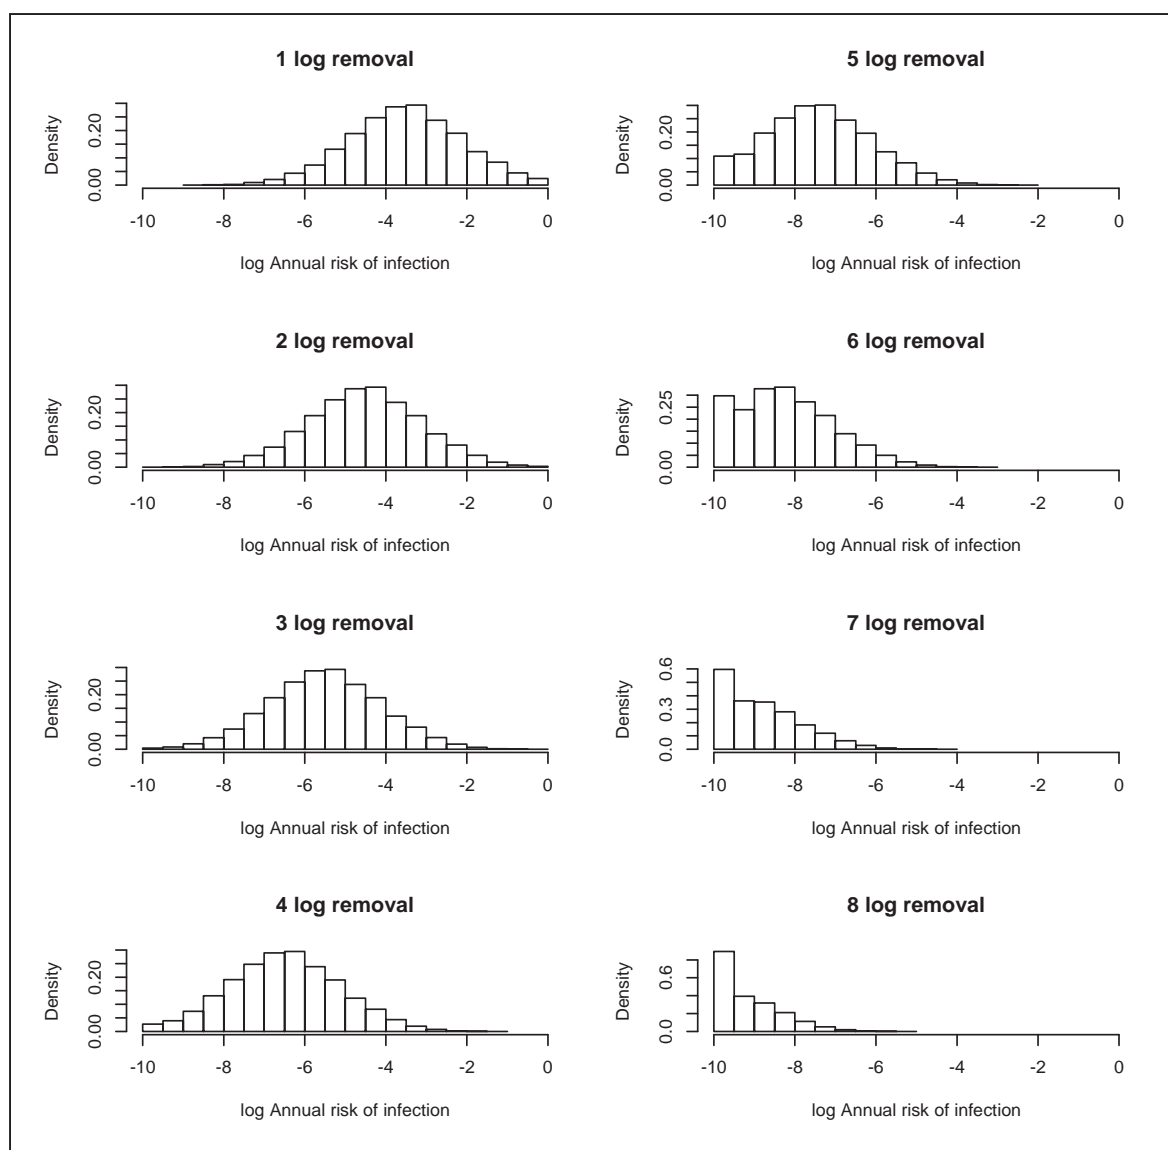 1 log removal
Density
0.00 0.20
-10 -8 -6 -4 -2 0
log Annual risk of infection
5 log removal
Density
0.00 0.20
-10 -8 -6 -4 -2 0
log Annual risk of infection
2 log removal
Density
0.00 0.20
-10 -8 -6 -4 -2 0
log Annual risk of infection
6 log removal
Density
0.00 0.25
-10 -8 -6 -4 -2 0
log Annual risk of infection
3 log removal
Density
0.00 0.20
-10 -8 -6 -4 -2 0
log Annual risk of infection
7 log removal
Density
0.0 0.3 0.6
-10 -8 -6 -4 -2 0
log Annual risk of infection
4 log removal
Density
0.00 0.20
-10 -8 -6 -4 -2 0
log Annual risk of infection
8 log removal
Density
0.0 0.6
-10 -8 -6 -4 -2 0
log Annual risk of infection